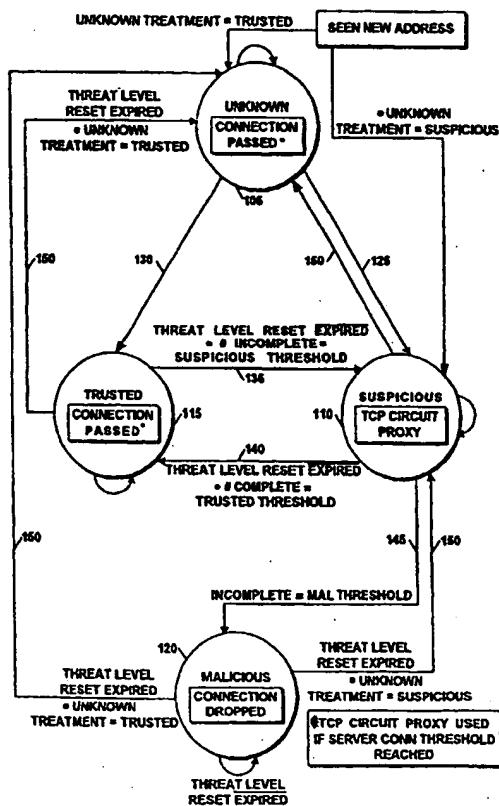 UNKNOWN TREATMENT = TRUSTED
SEEN NEW ADDRESS
THREAT LEVEL
RESET EXPIRED
• UNKNOWN
TREATMENT = TRUSTED
UNKNOWN
CONNECTION
PASSED*
105
• UNKNOWN
TREATMENT = SUSPICIOUS
150
130
150
125
THREAT LEVEL RESET EXPIRED
• # INCOMPLETE =
SUSPICIOUS THRESHOLD
135
TRUSTED
CONNECTION
PASSED*
115
SUSPICIOUS
TCP CIRCUIT
PROXY
110
140
THREAT LEVEL RESET EXPIRED
• # COMPLETE =
TRUSTED THRESHOLD
150
145
150
INCOMPLETE = MAL THRESHOLD
120
MALICIOUS
CONNECTION
DROPPED
THREAT LEVEL
RESET EXPIRED
• UNKNOWN
TREATMENT = TRUSTED
THREAT LEVEL
RESET EXPIRED
• UNKNOWN
TREATMENT = SUSPICIOUS
THREAT LEVEL
RESET EXPIRED
*TCP CIRCUIT PROXY USED
IF SERVER CONN THRESHOLD
REACHED